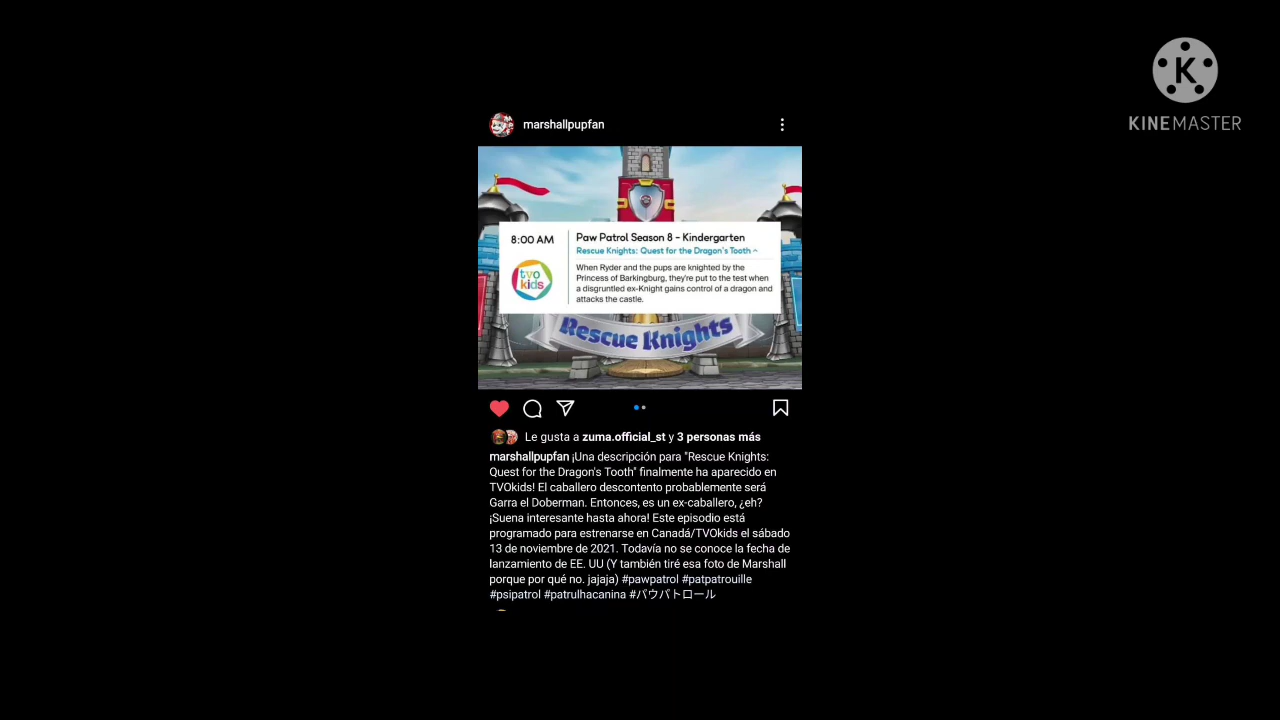 K
KINEMASTER
marshallpupfan
8:00 AM
tvo
kids
Paw Patrol Season 8 - Kindergarten
Rescue Knights: Quest for the Dragon's Tooth ^
When Ryder and the pups are knighted by the
Princess of Barkingburg, they're put to the test when
a disgruntled ex-Knight gains control of a dragon and
attacks the castle.
Rescue Knights
Le gusta a zuma.official_st y 3 personas más
marshallpupfan ¡Una descripción para "Rescue Knights:
Quest for the Dragon's Tooth" finalmente ha aparecido en
TVOkids! El caballero descontento probablemente será
Garra el Doberman. Entonces, es un ex-caballero, ¿eh?
¡Suena interesante hasta ahora! Este episodio está
programado para estrenarse en Canadá/TVOkids el sábado
13 de noviembre de 2021. Todavía no se conoce la fecha de
lanzamiento de EE. UU (Y también tiré esa foto de Marshall
porque por qué no. jajaja) #pawpatrol #patpatrouille
#psipatrol #patrulhacanina #パウパトロール